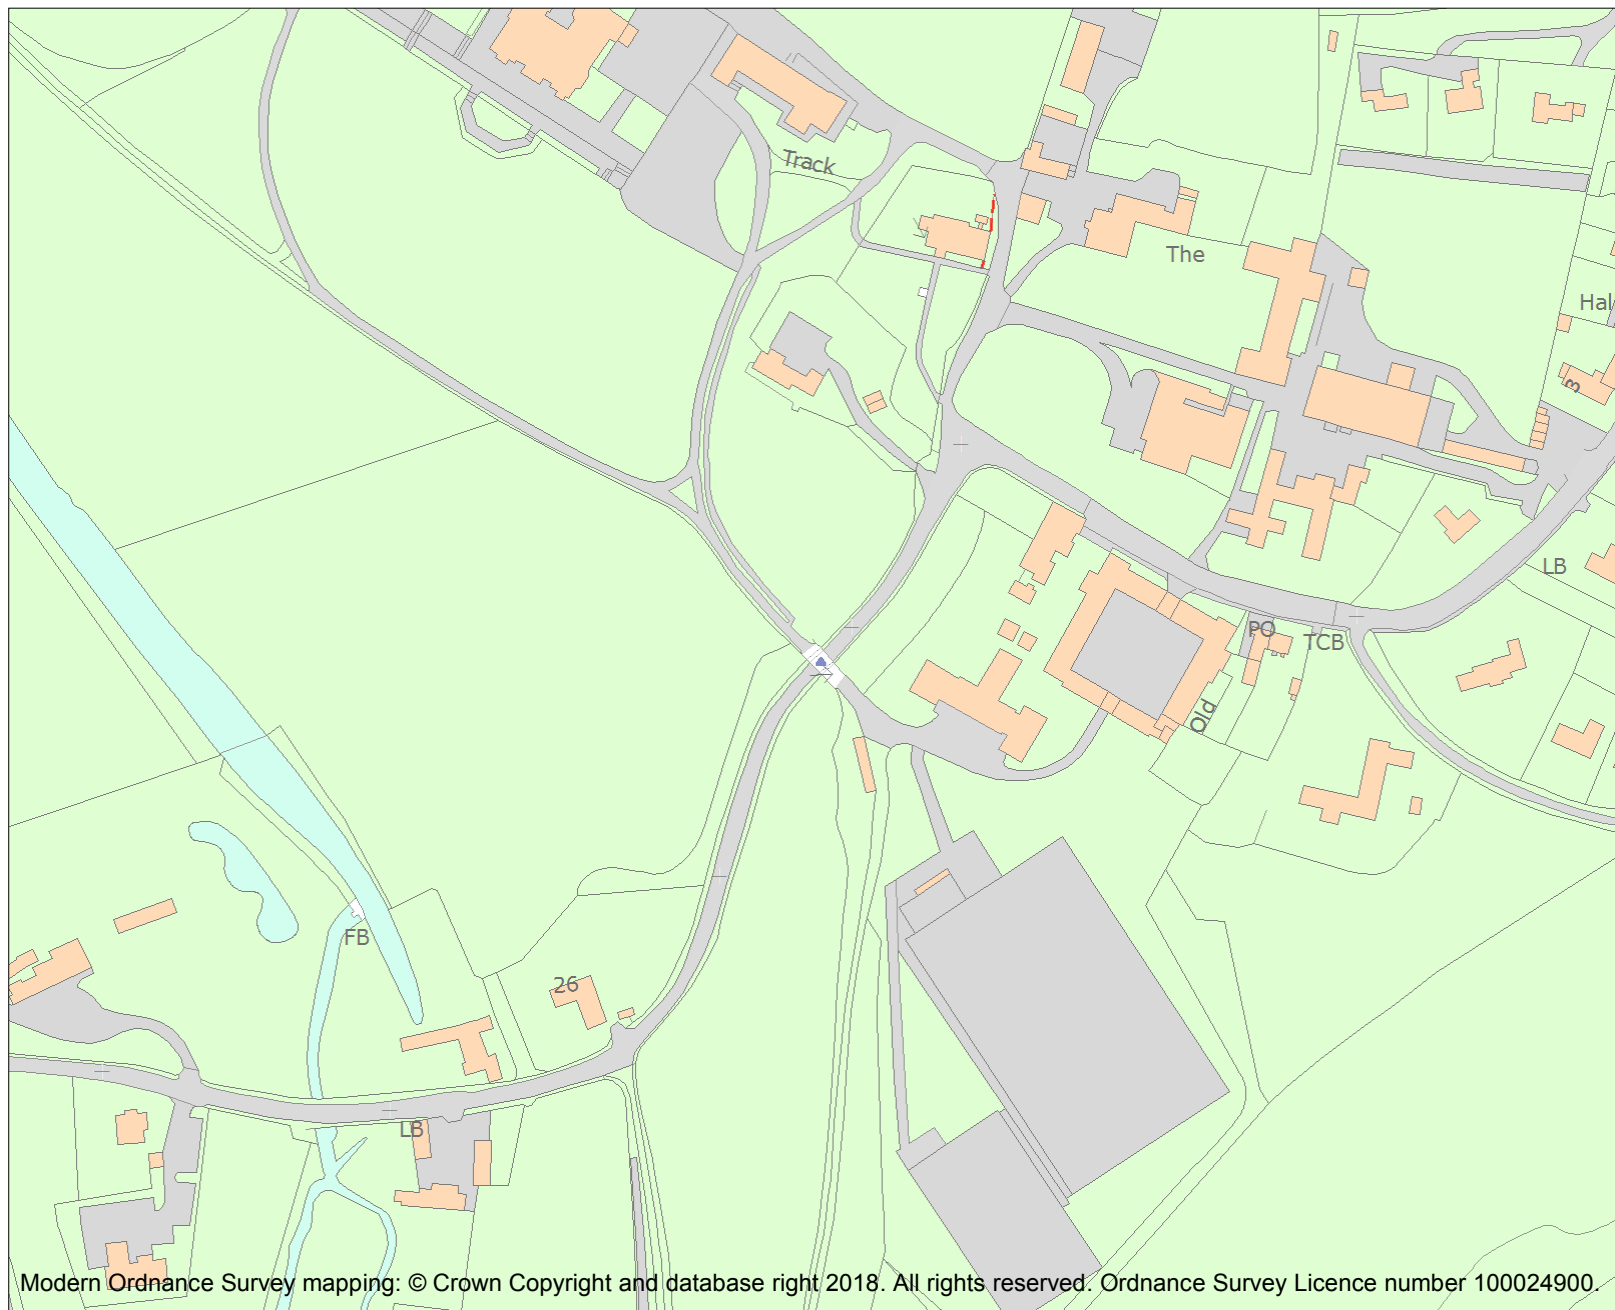 Track
The
Hal
3
LB
PO
TCB
Old
FB
26
LB
Modern Ordnance Survey mapping: © Crown Copyright and database right 2018. All rights reserved. Ordnance Survey Licence number 100024900.